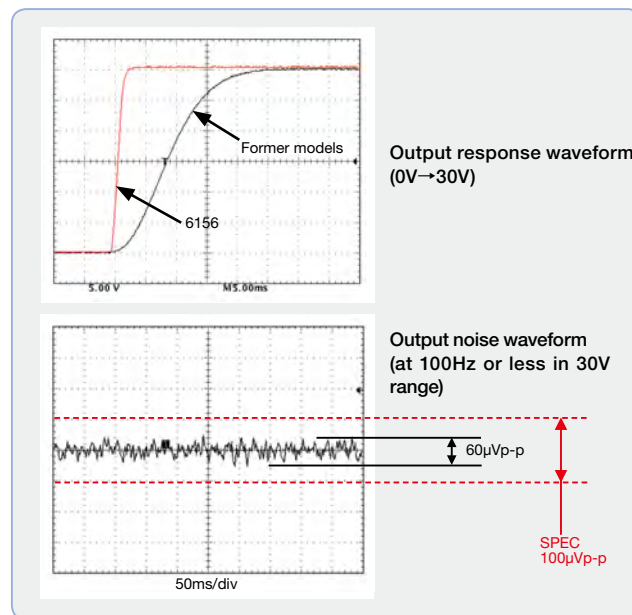 Former models
6156
T
5.00 V
M5.00ms
Output response waveform
(0V→30V)
Output noise waveform
(at 100Hz or less in 30V
range)
60μVp-p
SPEC
100μVp-p
50ms/div